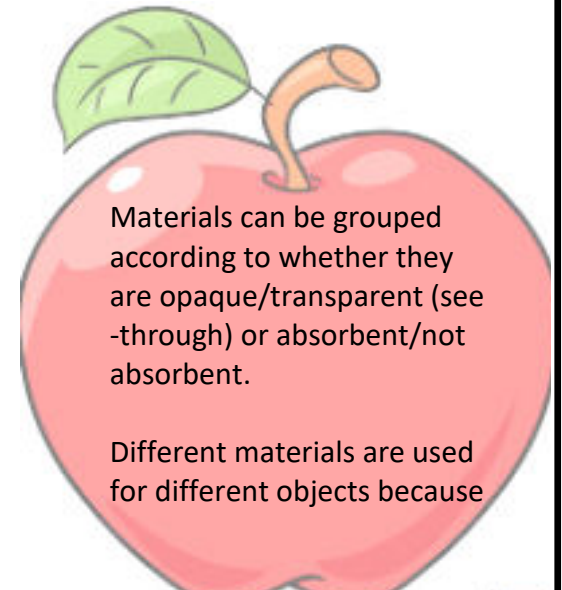 Materials can be grouped
according to whether they
are opaque/transparent (see
-through) or absorbent/not
absorbent.
Different materials are used
for different objects because